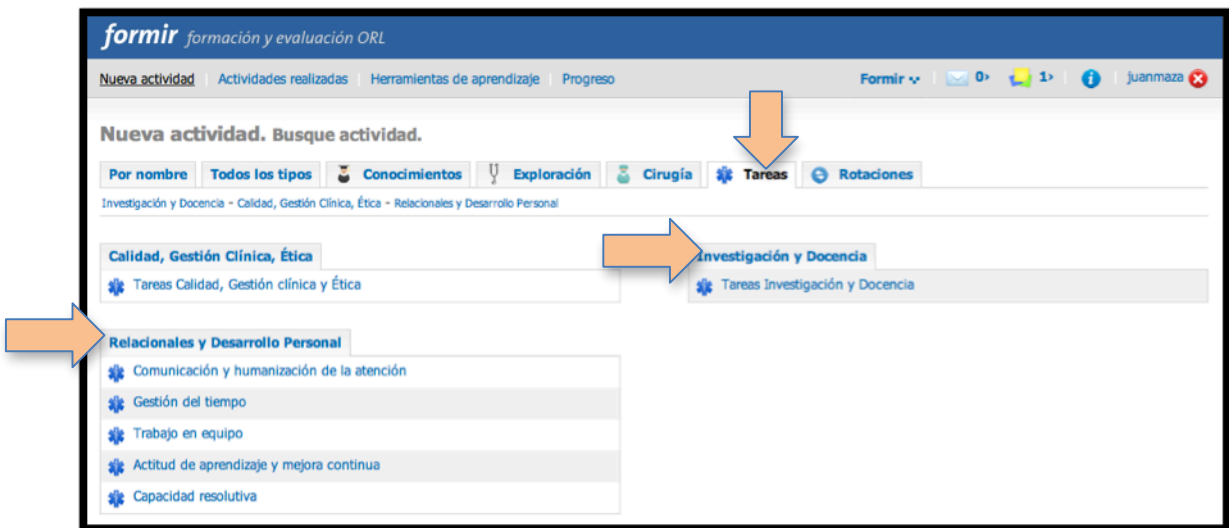 formir formación y evaluación ORL
Nueva actividad Actividades realizadas Herramientas de aprendizaje Progreso Formir 0› 1› i juanmaza
Nueva actividad. Busque actividad.
Por nombre Todos los tipos Conocimientos Exploración Cirugía Tareas Rotaciones
Investigación y Docencia - Calidad, Gestión Clínica, Ética - Relacionales y Desarrollo Personal
Calidad, Gestión Clínica, Ética
Tareas Calidad, Gestión clínica y Ética
Investigación y Docencia
Tareas Investigación y Docencia
Relacionales y Desarrollo Personal
Comunicación y humanización de la atención
Gestión del tiempo
Trabajo en equipo
Actitud de aprendizaje y mejora continua
Capacidad resolutiva